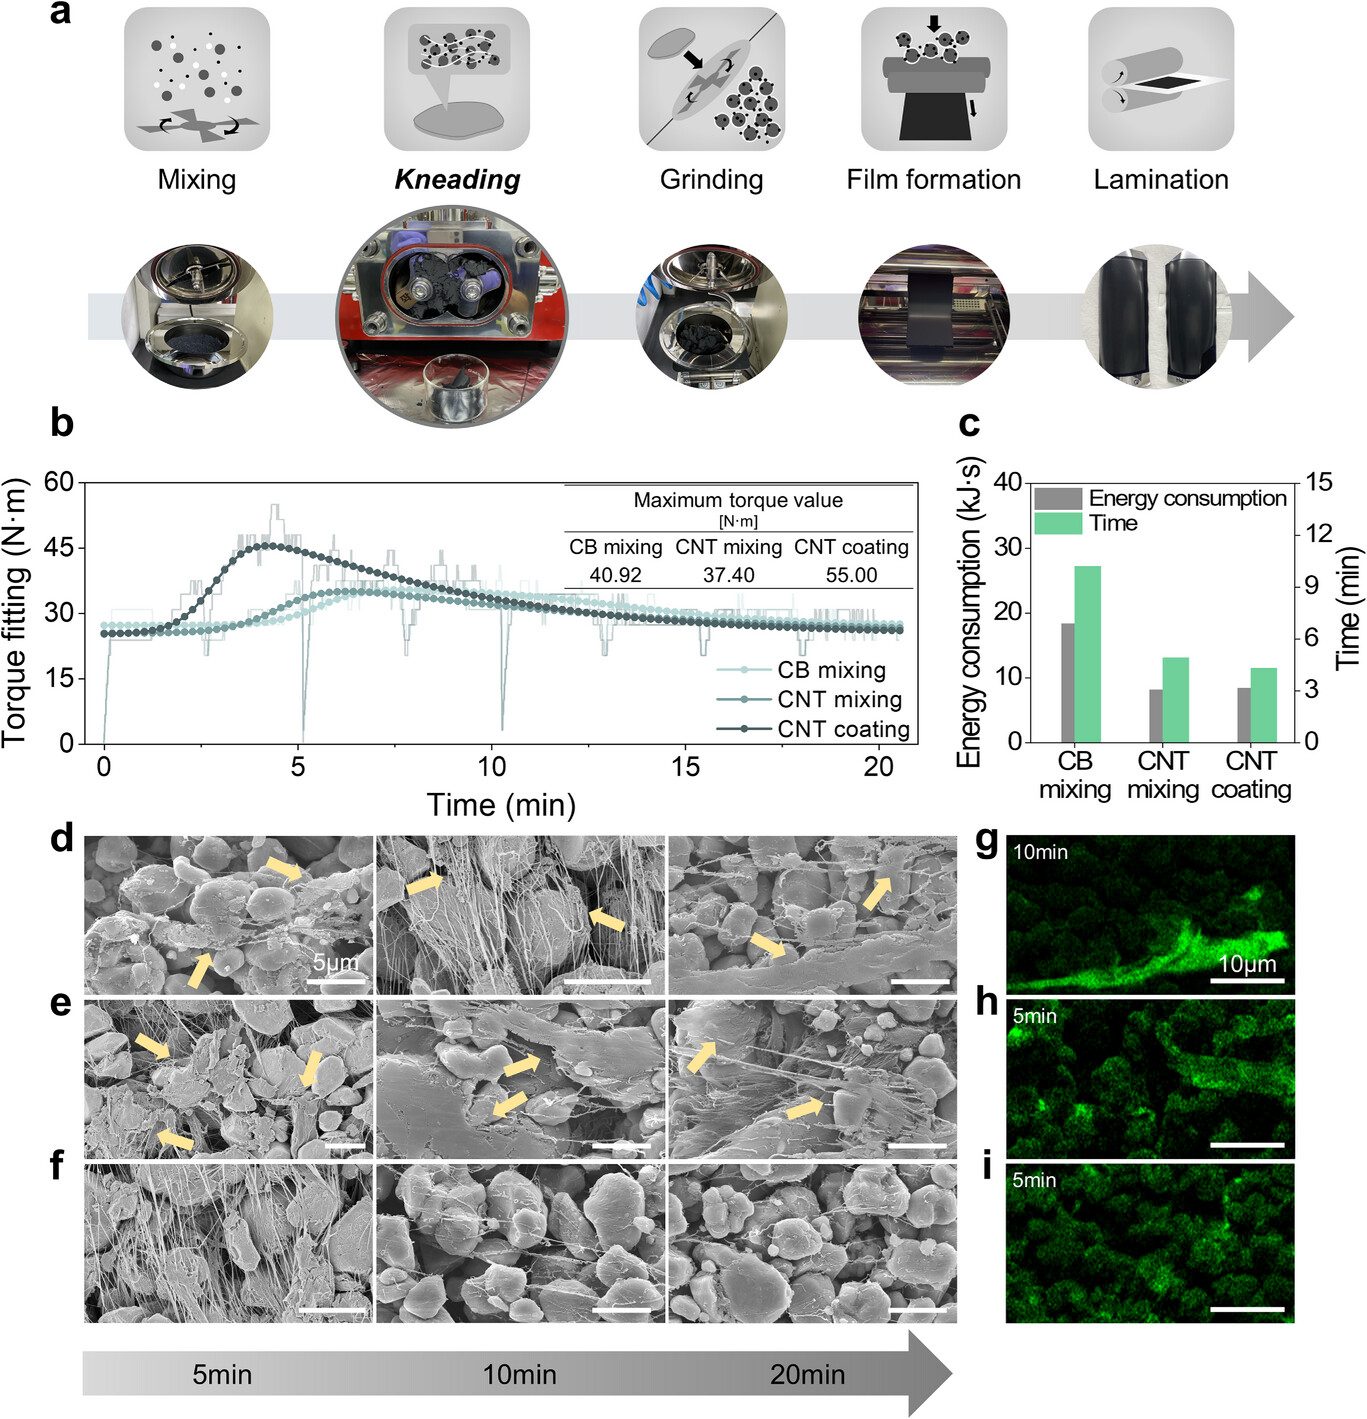 a
Mixing
Kneading
Grinding
Film formation
Lamination
b
Torque fitting (N·m)
60
45
30
15
0
0
5
10
15
20
Time (min)
Maximum torque value
[N·m]
CB mixing CNT mixing CNT coating
40.92 37.40 55.00
CB mixing
CNT mixing
CNT coating
c
Energy consumption (kJ·s)
40
30
20
10
0
Energy consumption
Time
15
12
9
6
3
0
Time (min)
CB
mixing
CNT
mixing
CNT
coating
d
5μm
e
f
5min
10min
20min
g
10min
10μm
h
5min
i
5min